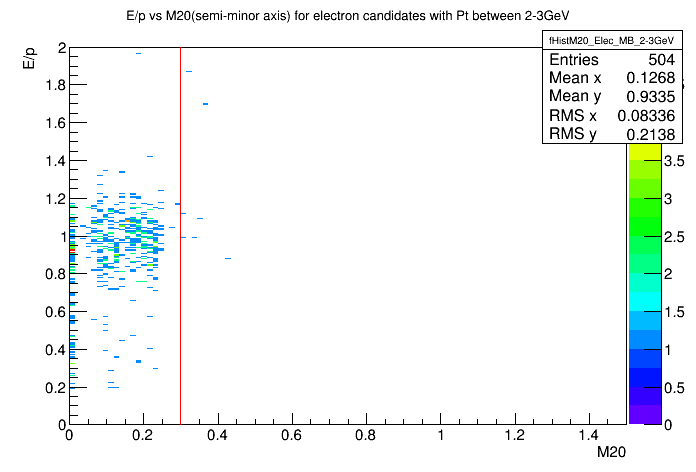 E/p vs M20(semi-minor axis) for electron candidates with Pt between 2-3GeV
E/p
fHistM20_Elec_MB_2-3GeV
Entries 504
Mean x 0.1268
Mean y 0.9335
RMS x 0.08336
RMS y 0.2138
2
1.8
1.6
1.4
1.2
1
0.8
0.6
0.4
0.2
0
3.5
3
2.5
2
1.5
1
0.5
0
0 0.2 0.4 0.6 0.8 1 1.2 1.4
M20